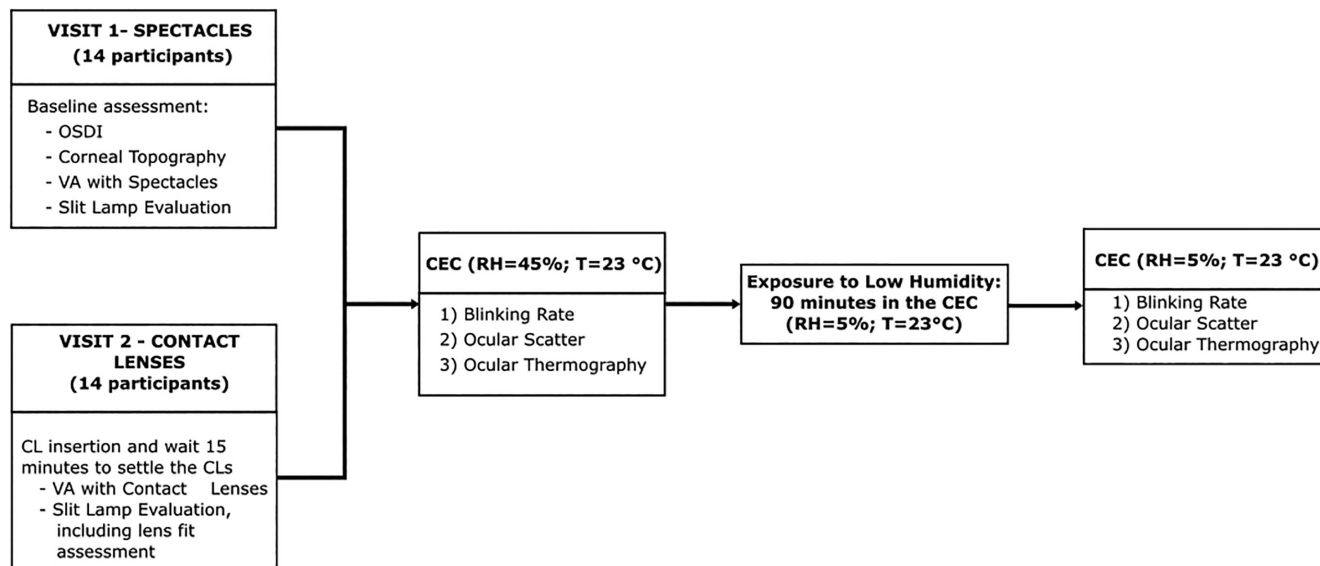 VISIT 1- SPECTACLES
(14 participants)
Baseline assessment:
- OSDI
- Corneal Topography
- VA with Spectacles
- Slit Lamp Evaluation
VISIT 2 - CONTACT
LENSES
(14 participants)
CL insertion and wait 15
minutes to settle the CLs
- VA with Contact Lenses
- Slit Lamp Evaluation,
including lens fit
assessment
CEC (RH=45%; T=23 °C)
1) Blinking Rate
2) Ocular Scatter
3) Ocular Thermography
Exposure to Low Humidity:
90 minutes in the CEC
(RH=5%; T=23°C)
CEC (RH=5%; T=23 °C)
1) Blinking Rate
2) Ocular Scatter
3) Ocular Thermography